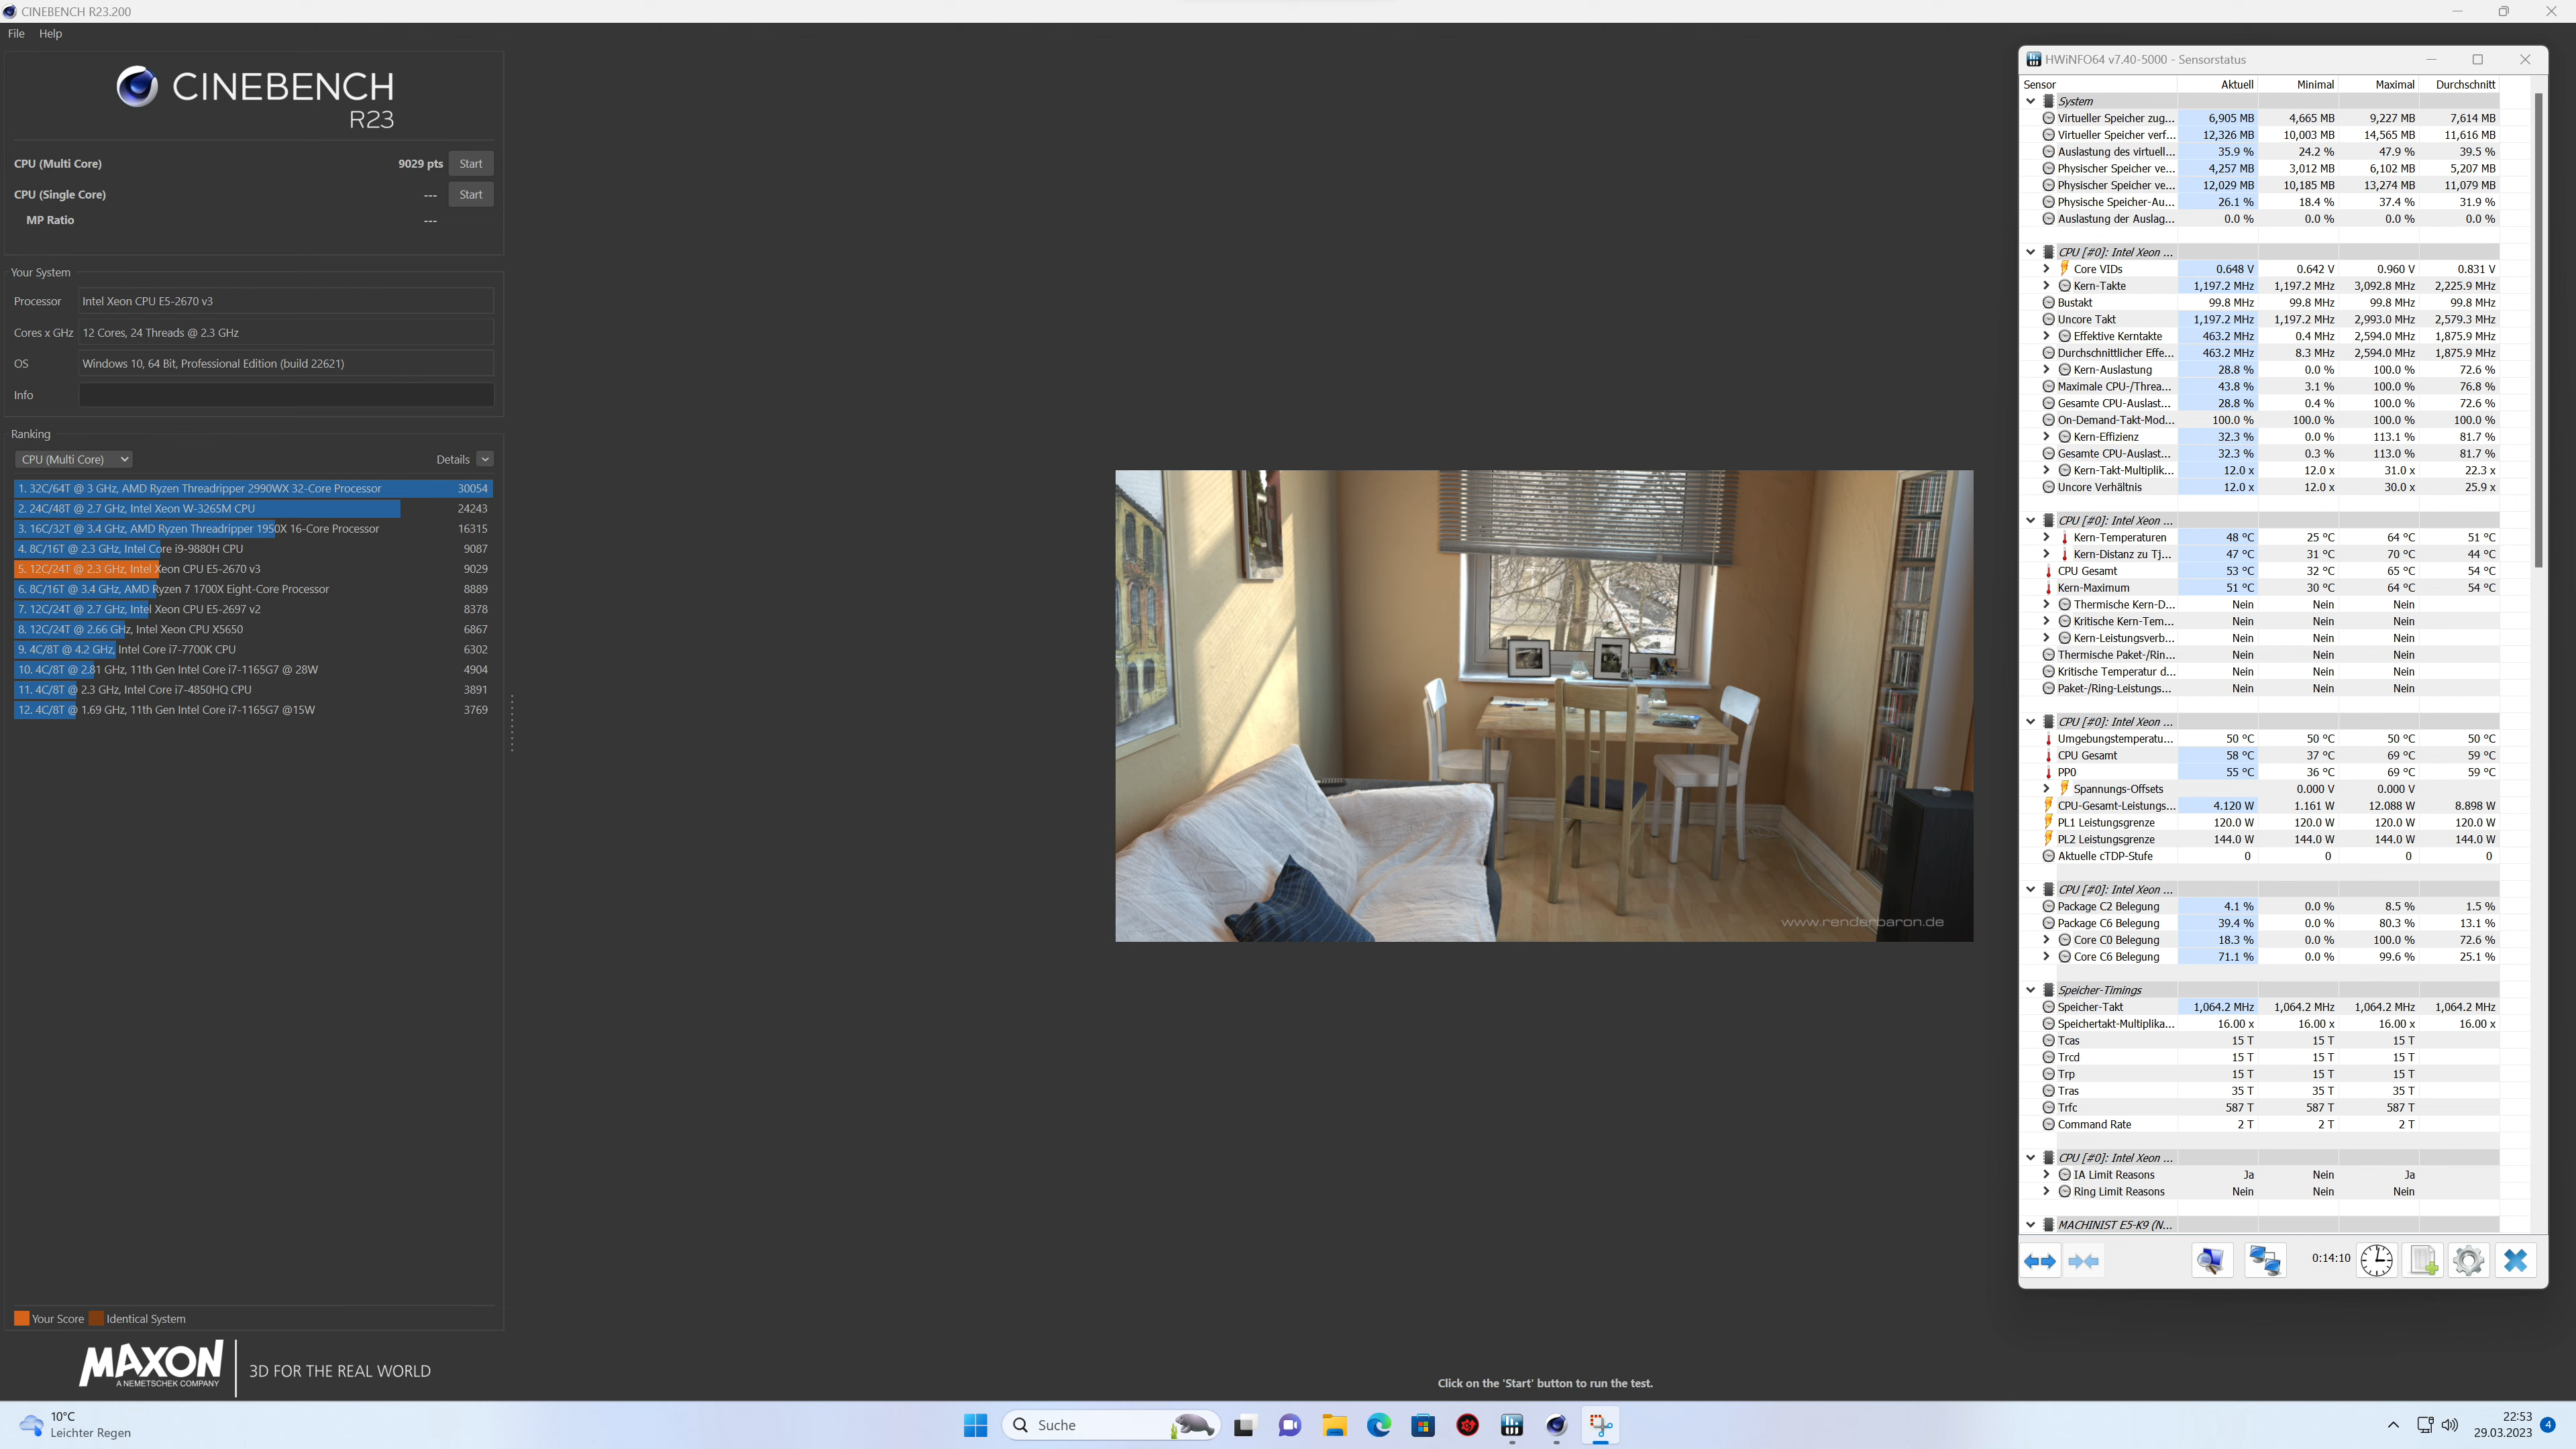 CINEBENCH R23.200
File Help
CINEBENCH
R23
CPU (Multi Core) 9029 pts Start
CPU (Single Core) --- Start
MP Ratio ---
Your System
Processor Intel Xeon CPU E5-2670 v3
Cores x GHz 12 Cores, 24 Threads @ 2.3 GHz
OS Windows 10, 64 Bit, Professional Edition (build 22621)
Info
Ranking
CPU (Multi Core) Details
1. 32C/64T @ 3 GHz, AMD Ryzen Threadripper 2990WX 32-Core Processor 30054
2. 24C/48T @ 2.7 GHz, Intel Xeon W-3265M CPU 24243
3. 16C/32T @ 3.4 GHz, AMD Ryzen Threadripper 1950X 16-Core Processor 16315
4. 8C/16T @ 2.3 GHz, Intel Core i9-9880H CPU 9087
5. 12C/24T @ 2.3 GHz, Intel Xeon CPU E5-2670 v3 9029
6. 8C/16T @ 3.4 GHz, AMD Ryzen 7 1700X Eight-Core Processor 8889
7. 12C/24T @ 2.7 GHz, Intel Xeon CPU E5-2697 v2 8378
8. 12C/24T @ 2.66 GHz, Intel Xeon CPU X5650 6867
9. 4C/8T @ 4.2 GHz, Intel Core i7-7700K CPU 6302
10. 4C/8T @ 2.81 GHz, 11th Gen Intel Core i7-1165G7 @ 28W 4904
11. 4C/8T @ 2.3 GHz, Intel Core i7-4850HQ CPU 3891
12. 4C/8T @ 1.69 GHz, 11th Gen Intel Core i7-1165G7 @15W 3769
Your Score Identical System
MAXON
A NEMETSCHEK COMPANY
3D FOR THE REAL WORLD
www.renderbaron.de
Click on the 'Start' button to run the test.
HWiNFO64 v7.40-5000 - Sensorstatus
Sensor Aktuell Minimal Maximal Durchschnitt
System
Virtueller Speicher zug... 6,905 MB 4,665 MB 9,227 MB 7,614 MB
Virtueller Speicher verf... 12,326 MB 10,003 MB 14,565 MB 11,616 MB
Auslastung des virtuell... 35.9 % 24.2 % 47.9 % 39.5 %
Physischer Speicher ve... 4,257 MB 3,012 MB 6,102 MB 5,207 MB
Physischer Speicher ve... 12,029 MB 10,185 MB 13,274 MB 11,079 MB
Physische Speicher-Au... 26.1 % 18.4 % 37.4 % 31.9 %
Auslastung der Auslag... 0.0 % 0.0 % 0.0 % 0.0 %
CPU [#0]: Intel Xeon ...
Core VIDs 0.648 V 0.642 V 0.960 V 0.831 V
Kern-Takte 1,197.2 MHz 1,197.2 MHz 3,092.8 MHz 2,225.9 MHz
Bustakt 99.8 MHz 99.8 MHz 99.8 MHz 99.8 MHz
Uncore Takt 1,197.2 MHz 1,197.2 MHz 2,993.0 MHz 2,579.3 MHz
Effektive Kerntakte 463.2 MHz 0.4 MHz 2,594.0 MHz 1,875.9 MHz
Durchschnittlicher Effe... 463.2 MHz 8.3 MHz 2,594.0 MHz 1,875.9 MHz
Kern-Auslastung 28.8 % 0.0 % 100.0 % 72.6 %
Maximale CPU-/Threa... 43.8 % 3.1 % 100.0 % 76.8 %
Gesamte CPU-Auslast... 28.8 % 0.4 % 100.0 % 72.6 %
On-Demand-Takt-Mod... 100.0 % 100.0 % 100.0 % 100.0 %
Kern-Effizienz 32.3 % 0.0 % 113.1 % 81.7 %
Gesamte CPU-Auslast... 32.3 % 0.3 % 113.0 % 81.7 %
Kern-Takt-Multiplik... 12.0 x 12.0 x 31.0 x 22.3 x
Uncore Verhältnis 12.0 x 12.0 x 30.0 x 25.9 x
CPU [#0]: Intel Xeon ...
Kern-Temperaturen 48 °C 25 °C 64 °C 51 °C
Kern-Distanz zu Tj... 47 °C 31 °C 70 °C 44 °C
CPU Gesamt 53 °C 32 °C 65 °C 54 °C
Kern-Maximum 51 °C 30 °C 64 °C 54 °C
Thermische Kern-D... Nein Nein Nein
Kritische Kern-Tem... Nein Nein Nein
Kern-Leistungsverb... Nein Nein Nein
Thermische Paket-/Rin... Nein Nein Nein
Kritische Temperatur d... Nein Nein Nein
Paket-/Ring-Leistungs... Nein Nein Nein
CPU [#0]: Intel Xeon ...
Umgebungstemperatu... 50 °C 50 °C 50 °C 50 °C
CPU Gesamt 58 °C 37 °C 69 °C 59 °C
PP0 55 °C 36 °C 69 °C 59 °C
Spannungs-Offsets 0.000 V 0.000 V
CPU-Gesamt-Leistungs... 4.120 W 1.161 W 12.088 W 8.898 W
PL1 Leistungsgrenze 120.0 W 120.0 W 120.0 W 120.0 W
PL2 Leistungsgrenze 144.0 W 144.0 W 144.0 W 144.0 W
Aktuelle cTDP-Stufe 0 0 0 0
CPU [#0]: Intel Xeon ...
Package C2 Belegung 4.1 % 0.0 % 8.5 % 1.5 %
Package C6 Belegung 39.4 % 0.0 % 80.3 % 13.1 %
Core C0 Belegung 18.3 % 0.0 % 100.0 % 72.6 %
Core C6 Belegung 71.1 % 0.0 % 99.6 % 25.1 %
Speicher-Timings
Speicher-Takt 1,064.2 MHz 1,064.2 MHz 1,064.2 MHz 1,064.2 MHz
Speichertakt-Multiplika... 16.00 x 16.00 x 16.00 x 16.00 x
Tcas 15 T 15 T 15 T
Trcd 15 T 15 T 15 T
Trp 15 T 15 T 15 T
Tras 35 T 35 T 35 T
Trfc 587 T 587 T 587 T
Command Rate 2 T 2 T 2 T
CPU [#0]: Intel Xeon ...
IA Limit Reasons Ja Nein Ja
Ring Limit Reasons Nein Nein Nein
MACHINIST E5-K9 (N...
0:14:10
10°C
Leichter Regen
Suche
22:53
29.03.2023
4